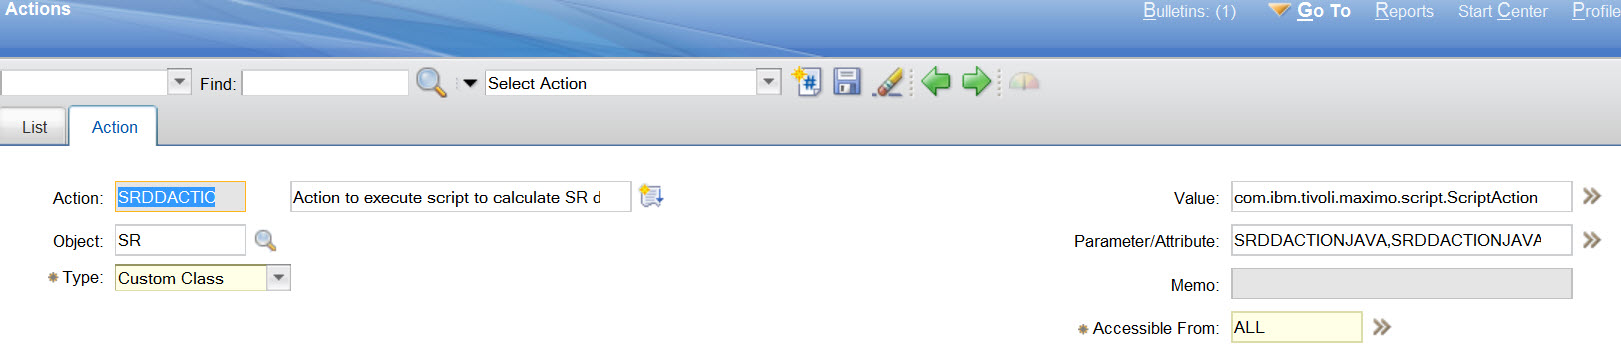 Actions
Bulletins: (1) Go To Reports Start Center Profile
Find: Select Action
List Action
Action: SRDDACTIO Action to execute script to calculate SR d Value: com.ibm.tivoli.maximo.script.ScriptAction
Object: SR Parameter/Attribute: SRDDACTIONJAVA,SRDDACTIONJAVA
Type: Custom Class Memo:
Accessible From: ALL